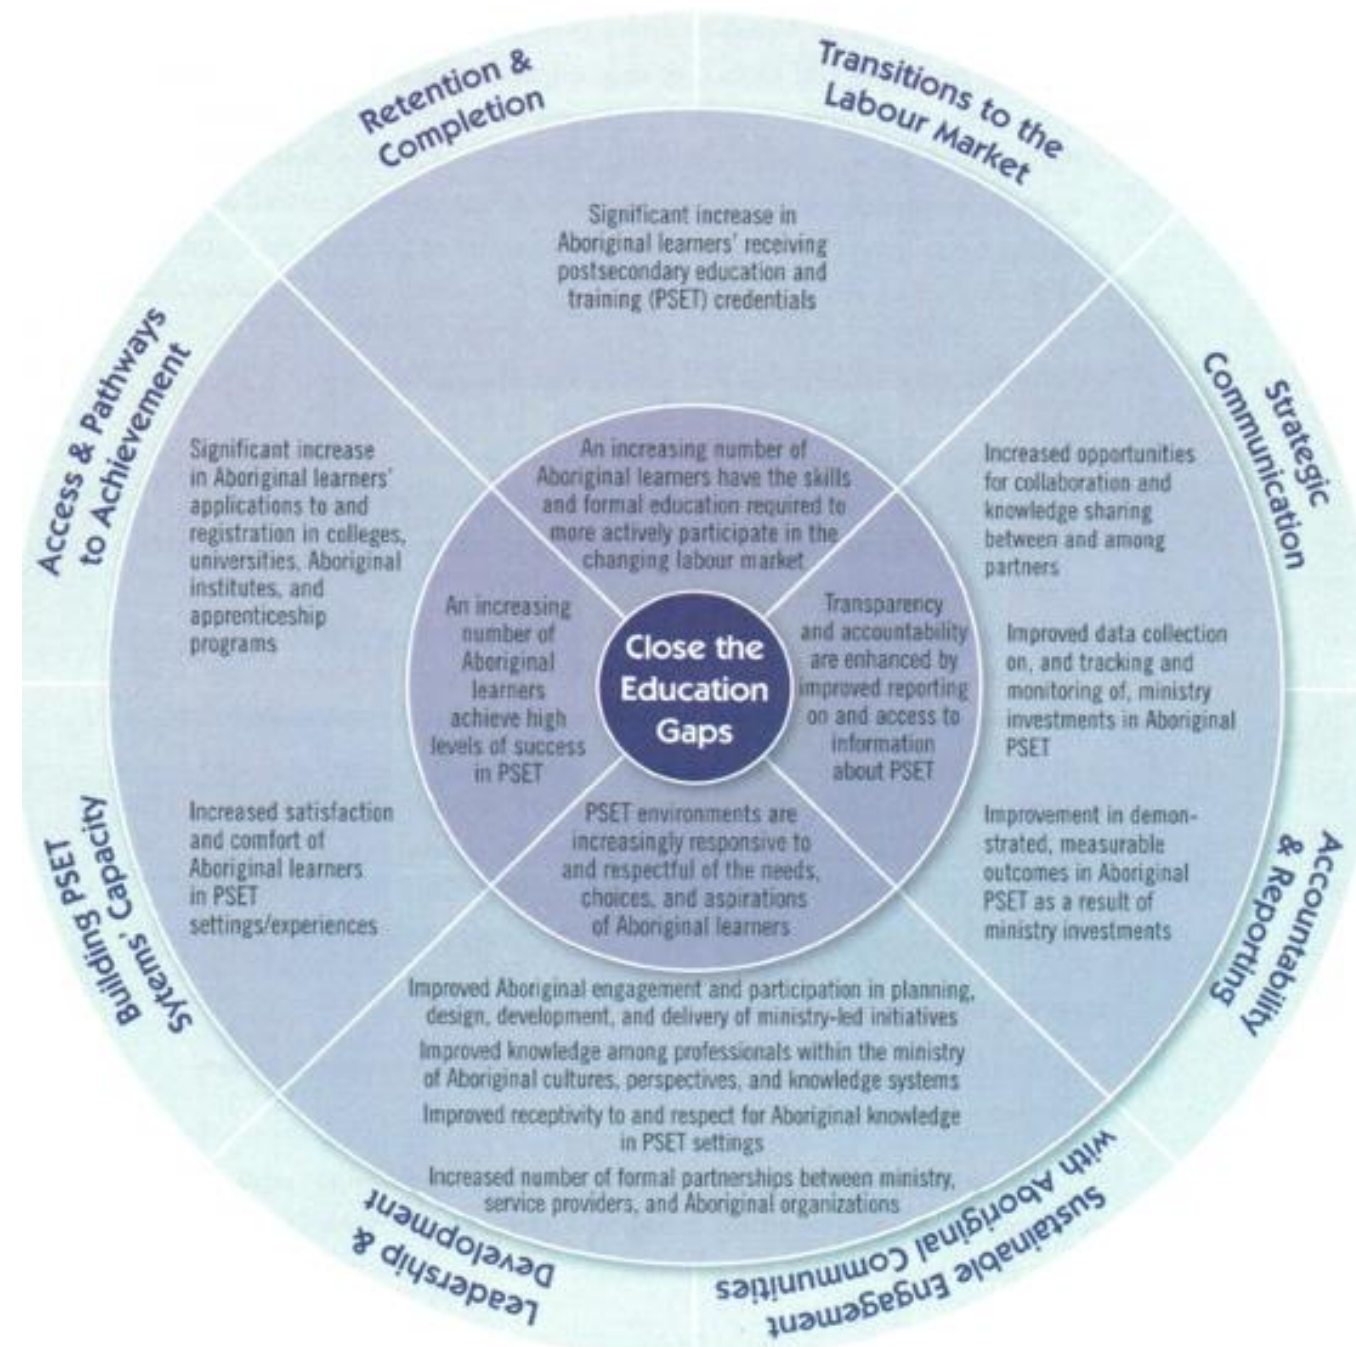 Retention &
Completion
Transitions to the
Labour Market
Strategic
Communication
Accountability
& Reporting
Sustainable Engagement
with Aboriginal Communities
Leadership &
Development
Building PSET
Sytems' Capacity
Access & Pathways
to Achievement
Significant increase in
Aboriginal learners' receiving
postsecondary education and
training (PSET) credentials
Increased opportunities
for collaboration and
knowledge sharing
between and among
partners
Improved data collection
on, and tracking and
monitoring of, ministry
investments in Aboriginal
PSET
Improvement in demon-
strated, measurable
outcomes in Aboriginal
PSET as a result of
ministry investments
Improved Aboriginal engagement and participation in planning,
design, development, and delivery of ministry-led initiatives
Improved knowledge among professionals within the ministry
of Aboriginal cultures, perspectives, and knowledge systems
Improved receptivity to and respect for Aboriginal knowledge
in PSET settings
Increased number of formal partnerships between ministry,
service providers, and Aboriginal organizations
Significant increase
in Aboriginal learners'
applications to and
registration in colleges,
universities, Aboriginal
institutes, and
apprenticeship
programs
Increased satisfaction
and comfort of
Aboriginal learners
in PSET
settings/experiences
An increasing number of
Aboriginal learners have the skills
and formal education required to
more actively participate in the
changing labour market
Transparency
and accountability
are enhanced by
improved reporting
on and access to
information
about PSET
PSET environments are
increasingly responsive to
and respectful of the needs,
choices, and aspirations
of Aboriginal learners
An increasing
number of
Aboriginal
learners
achieve high
levels of success
in PSET
Close the
Education
Gaps